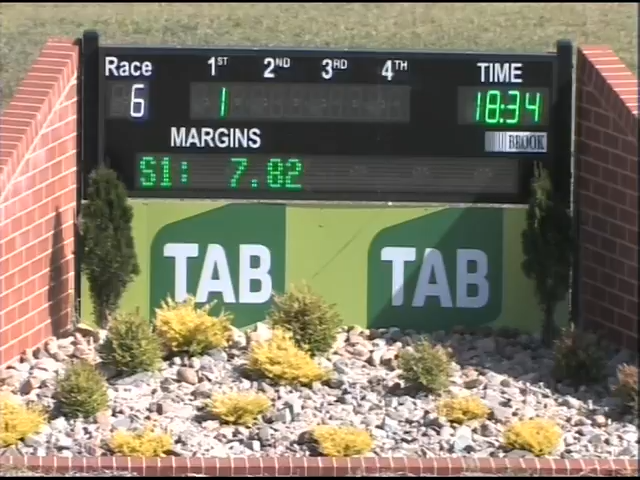 Race 1ST 2ND 3RD 4TH TIME
6 1 18:34
MARGINS BROOK
S1: 7.82
TAB TAB